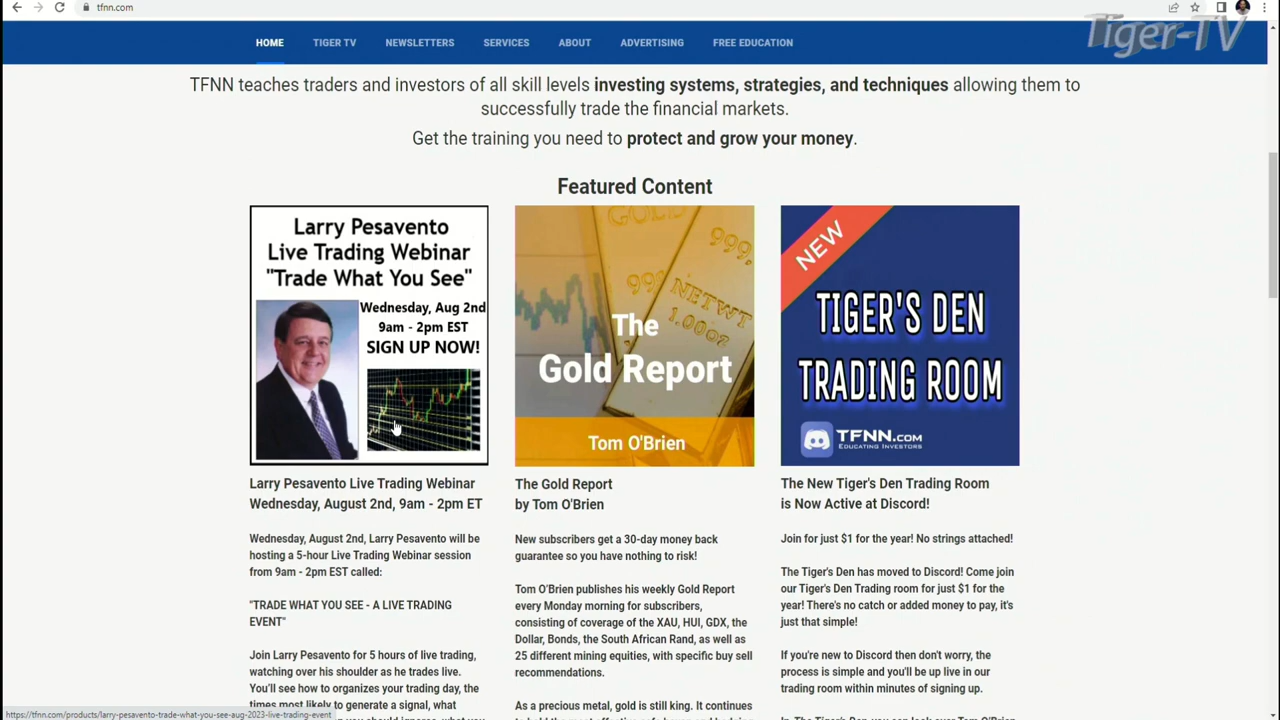 tfnn.com
Tiger-TV
HOME TIGER TV NEWSLETTERS SERVICES ABOUT ADVERTISING FREE EDUCATION
TFNN teaches traders and investors of all skill levels investing systems, strategies, and techniques allowing them to
successfully trade the financial markets.
Get the training you need to protect and grow your money.
Featured Content
Larry Pesavento
Live Trading Webinar
"Trade What You See"
Wednesday, Aug 2nd
9am - 2pm EST
SIGN UP NOW!
Larry Pesavento Live Trading Webinar
Wednesday, August 2nd, 9am - 2pm ET
Wednesday, August 2nd, Larry Pesavento will be
hosting a 5-hour Live Trading Webinar session
from 9am - 2pm EST called:
"TRADE WHAT YOU SEE - A LIVE TRADING
EVENT"
Join Larry Pesavento for 5 hours of live trading,
watching over his shoulder as he trades live.
You'll see how to organizes your trading day, the
times most likely to generate a signal, what
GOLD
999,
999
NETWT
1.00oz
The
Gold Report
Tom O'Brien
The Gold Report
by Tom O'Brien
New subscribers get a 30-day money back
guarantee so you have nothing to risk!
Tom O'Brien publishes his weekly Gold Report
every Monday morning for subscribers,
consisting of coverage of the XAU, HUI, GDX, the
Dollar, Bonds, the South African Rand, as well as
25 different mining equities, with specific buy sell
recommendations.
As a precious metal, gold is still king. It continues
NEW
TIGER'S DEN
TRADING ROOM
TFNN.COM
EDUCATING INVESTORS
The New Tiger's Den Trading Room
is Now Active at Discord!
Join for just $1 for the year! No strings attached!
The Tiger's Den has moved to Discord! Come join
our Tiger's Den Trading room for just $1 for the
year! There's no catch or added money to pay, it's
just that simple!
If you're new to Discord then don't worry, the
process is simple and you'll be up live in our
trading room within minutes of signing up.
https://tfnn.com/products/larry-pesavento-trade-what-you-see-aug-2023-live-trading-event